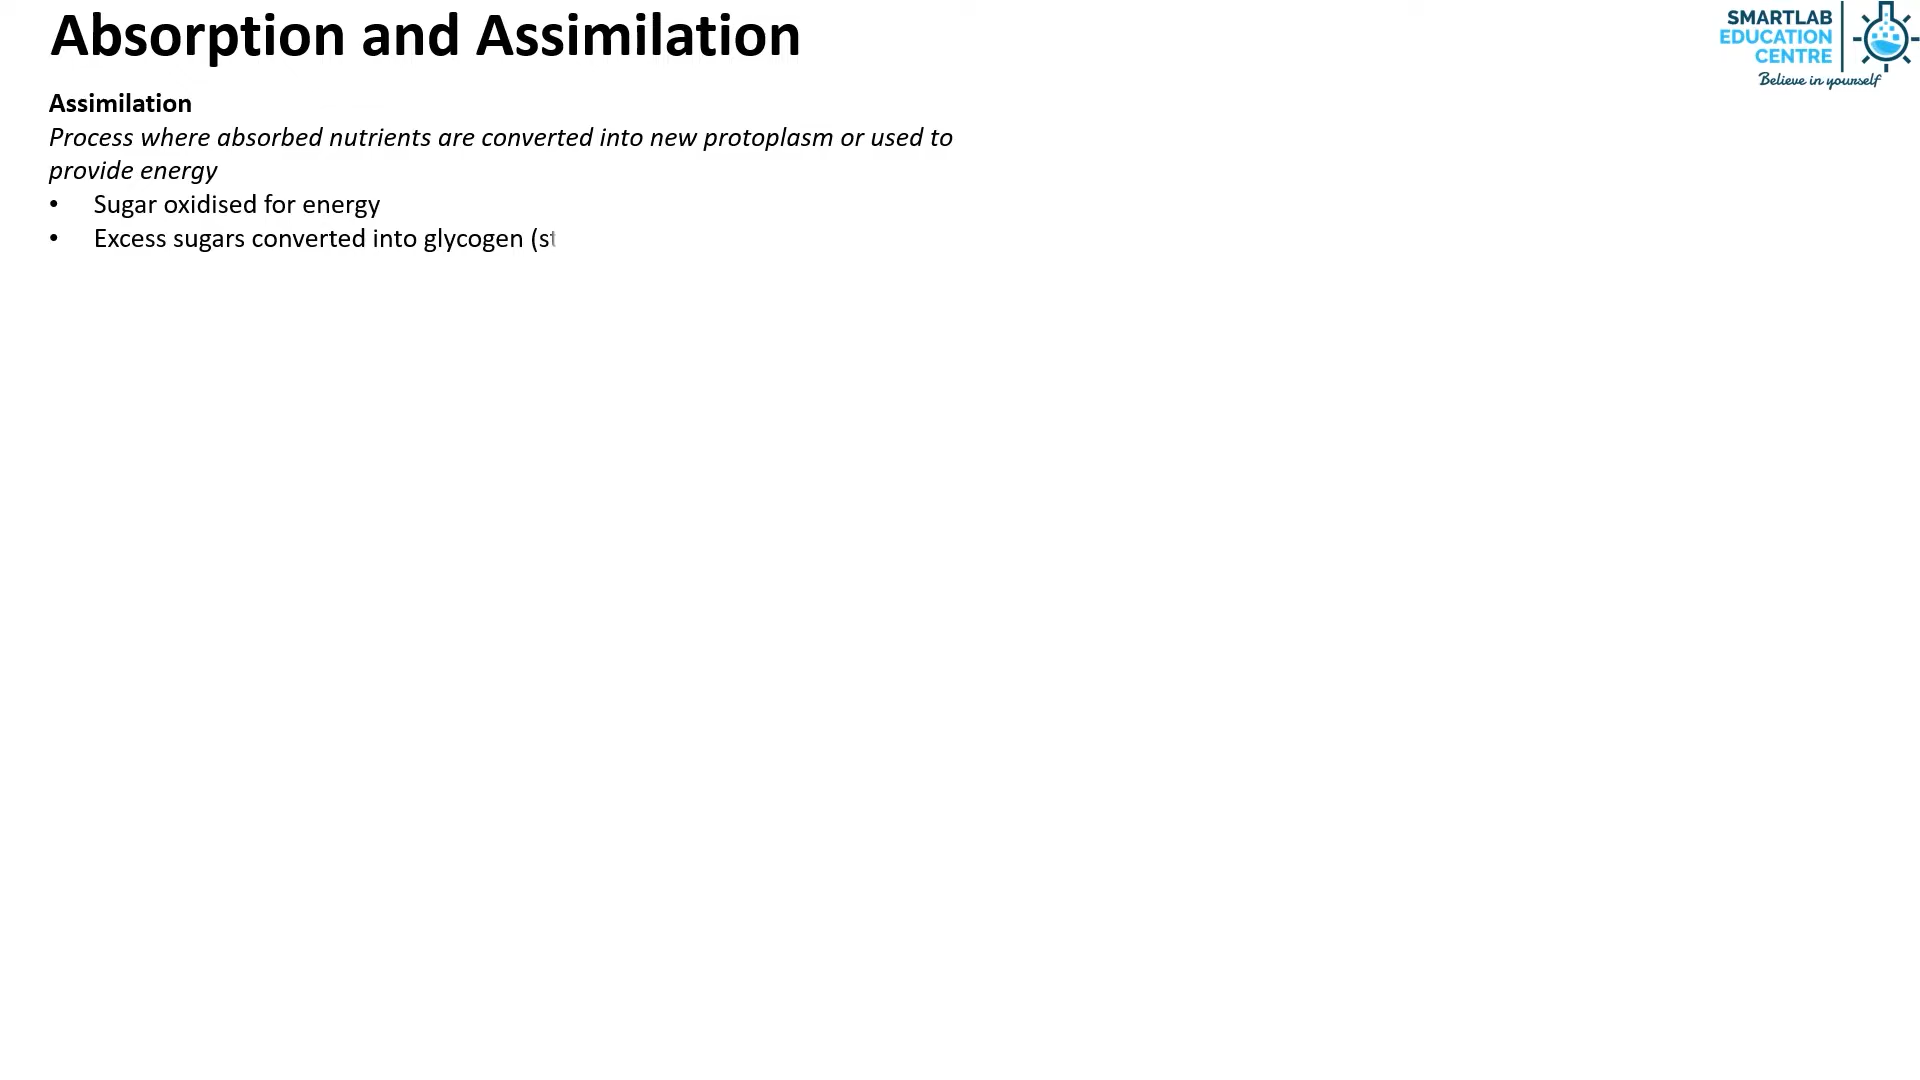 Absorption and Assimilation
SMARTLAB
EDUCATION
CENTRE
Believe in yourself
Assimilation
Process where absorbed nutrients are converted into new protoplasm or used to
provide energy
• Sugar oxidised for energy
• Excess sugars converted into glycogen (st